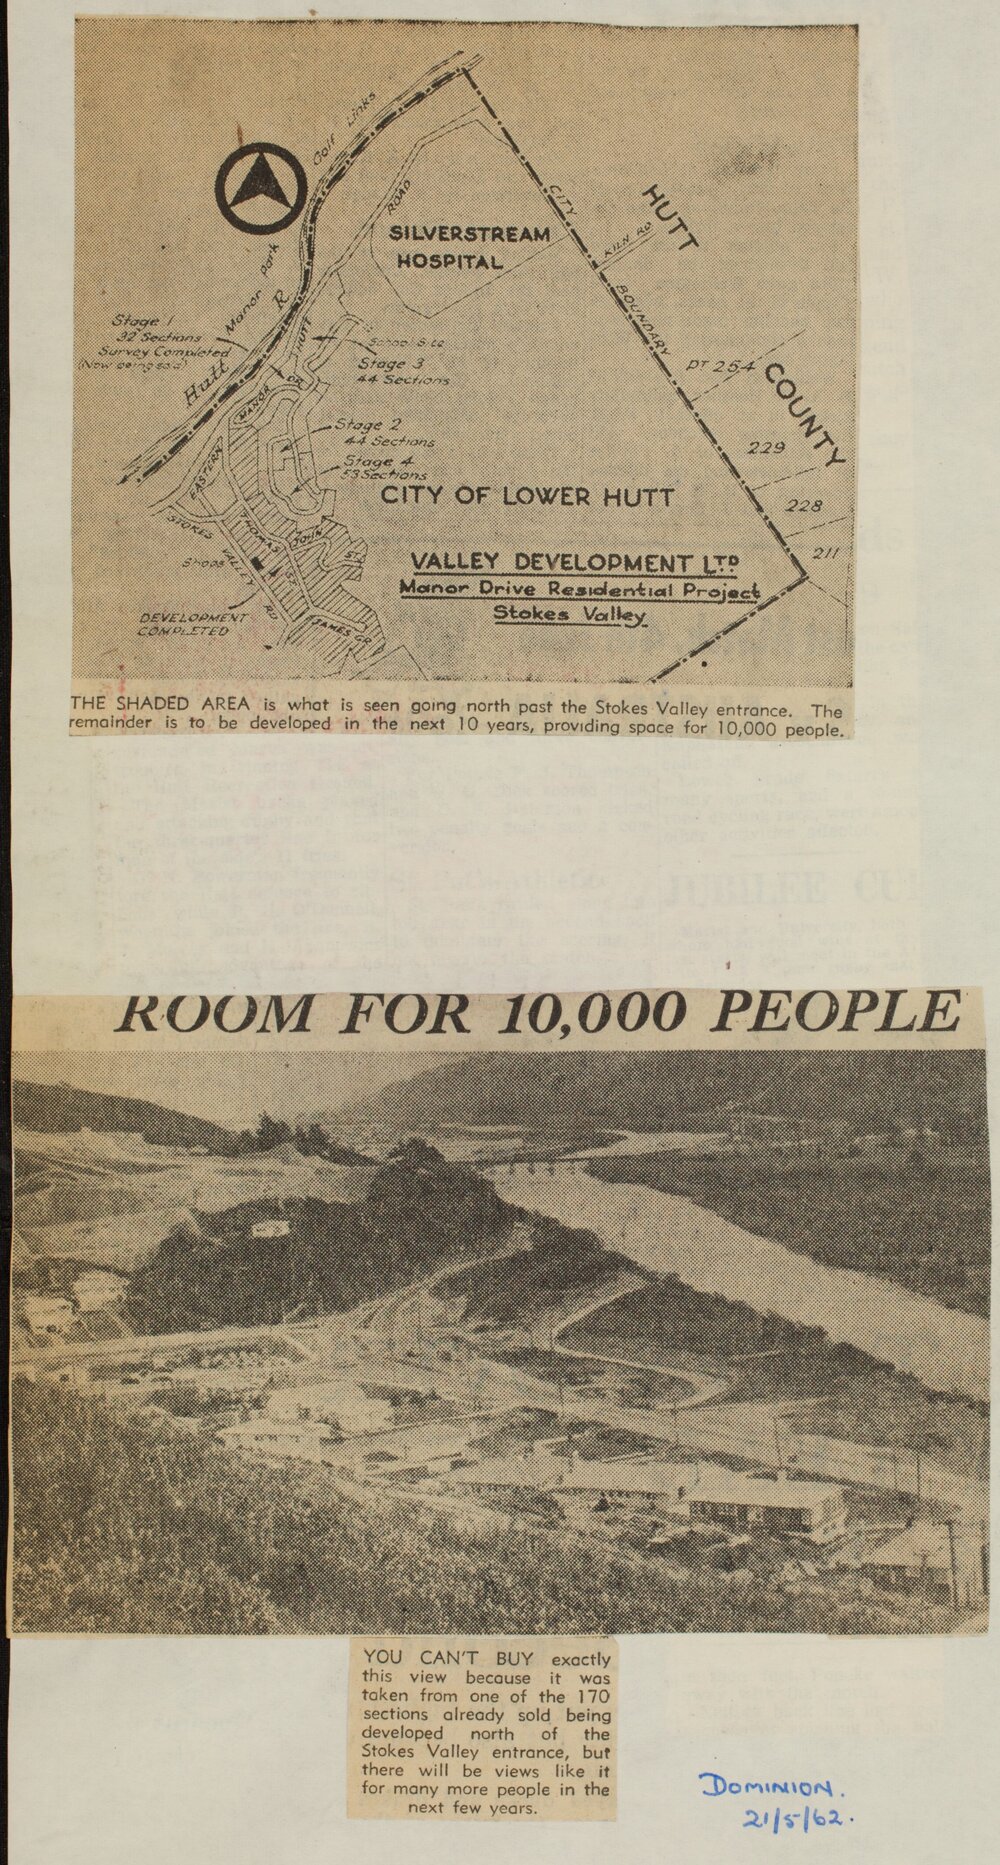 Golf Links
ROAD
SILVERSTREAM
HOSPITAL
CITY
BOUNDARY
HUTT
COUNTY
KILN RD
PT 254
229
228
211
Manor Park
Hutt R
Stage 1
32 Sections
Survey Completed
(Now being sold)
HUTT
School Site
Stage 3
44 Sections
MANOR DR.
Stage 2
44 Sections
Stage 4
53 Sections
EASTERN
STOKES VALLEY RD
THOMAS ST.
JOHN ST.
JAMES GR.
Shops
DEVELOPMENT
COMPLETED
CITY OF LOWER HUTT
VALLEY DEVELOPMENT LTD
Manor Drive Residential Project
Stokes Valley
THE SHADED AREA is what is seen going north past the Stokes Valley entrance. The
remainder is to be developed in the next 10 years, providing space for 10,000 people.
ROOM FOR 10,000 PEOPLE
YOU CAN'T BUY exactly
this view because it was
taken from one of the 170
sections already sold being
developed north of the
Stokes Valley entrance, but
there will be views like it
for many more people in the
next few years.
DOMINION.
21/5/62.